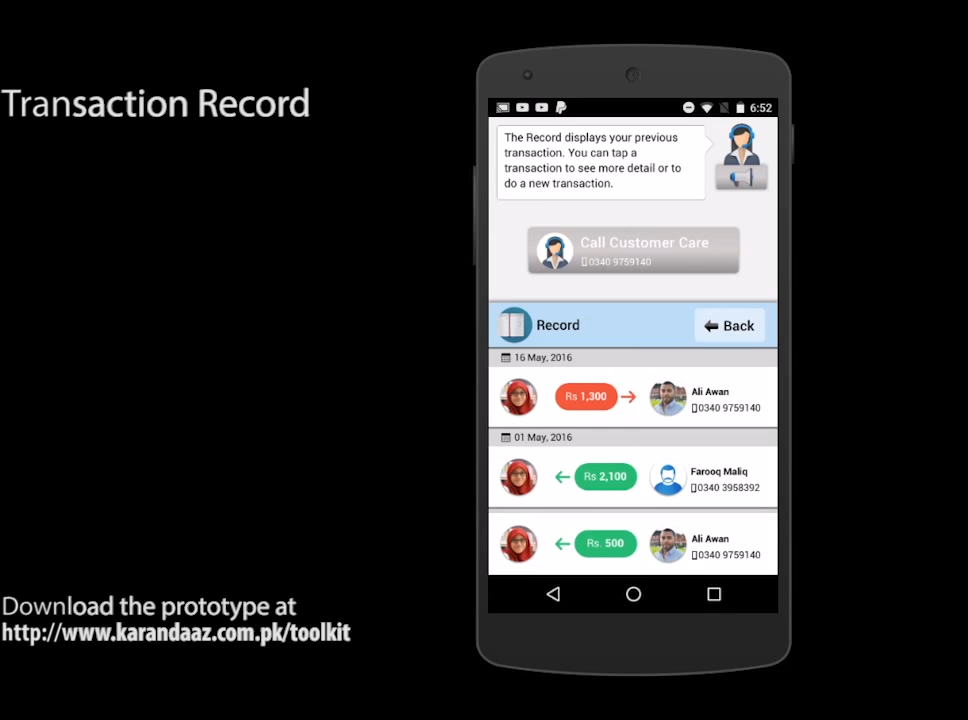 Transaction Record
6:52
The Record displays your previous
transaction. You can tap a
transaction to see more detail or to
do a new transaction.
Call Customer Care
0340 9759140
Record
Back
16 May, 2016
Rs 1,300
Ali Awan
0340 9759140
01 May, 2016
Rs 2,100
Farooq Maliq
0340 3958392
Rs. 500
Ali Awan
0340 9759140
Download the prototype at
http://www.karandaaz.com.pk/toolkit